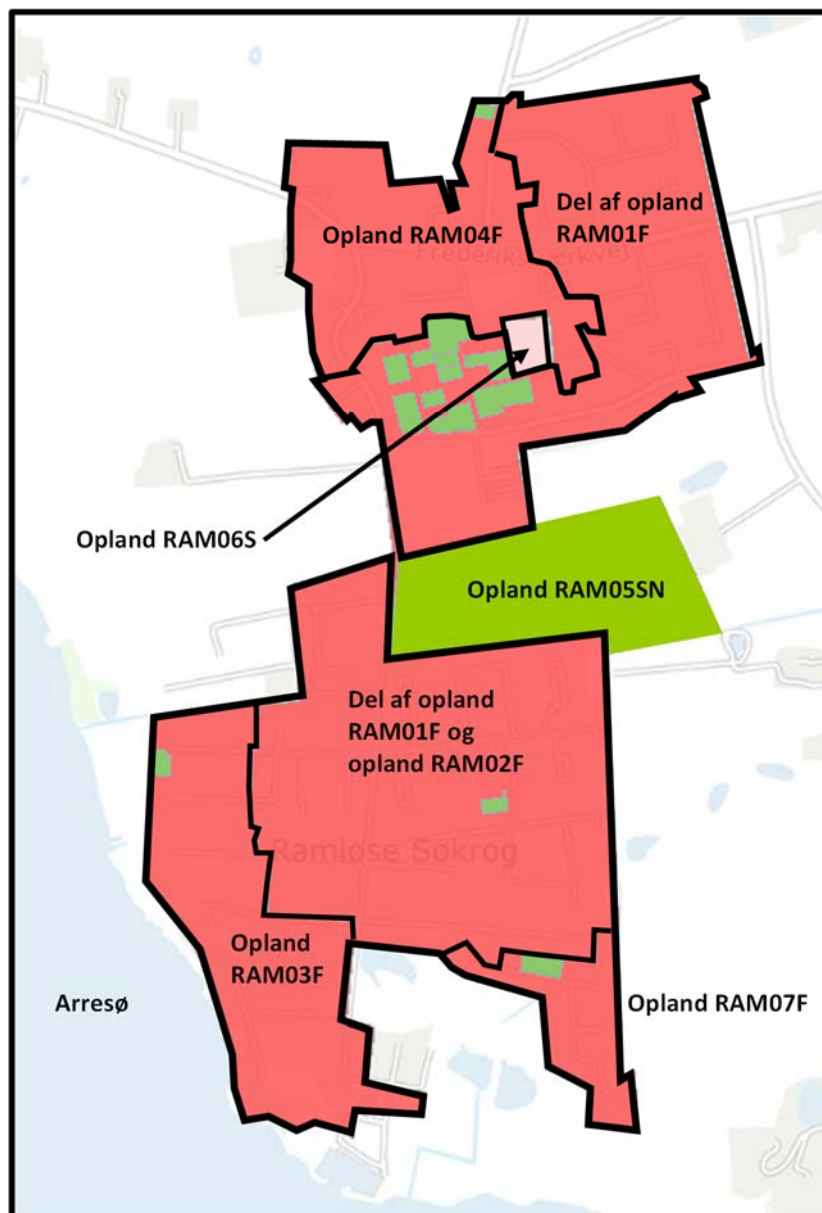 Del af opland
RAM01F
Opland RAM04F
Frederiksværkvej
Opland RAM06S
Opland RAM05SN
Del af opland
RAM01F og
opland RAM02F
Ramløse Søkrog
Opland
RAM03F
Arresø
Opland RAM07F